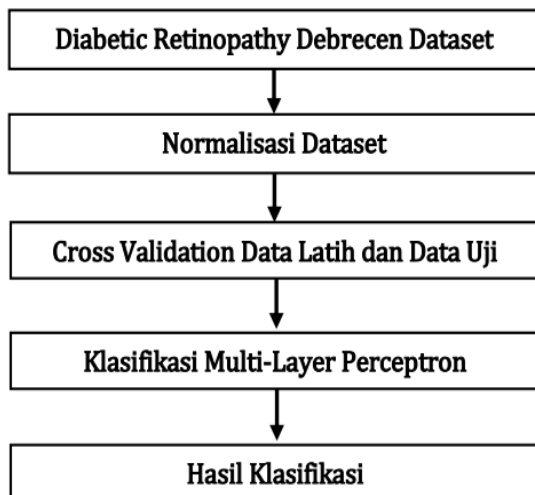 Diabetic Retinopathy Debrecen Dataset
Normalisasi Dataset
Cross Validation Data Latih dan Data Uji
Klasifikasi Multi-Layer Perceptron
Hasil Klasifikasi